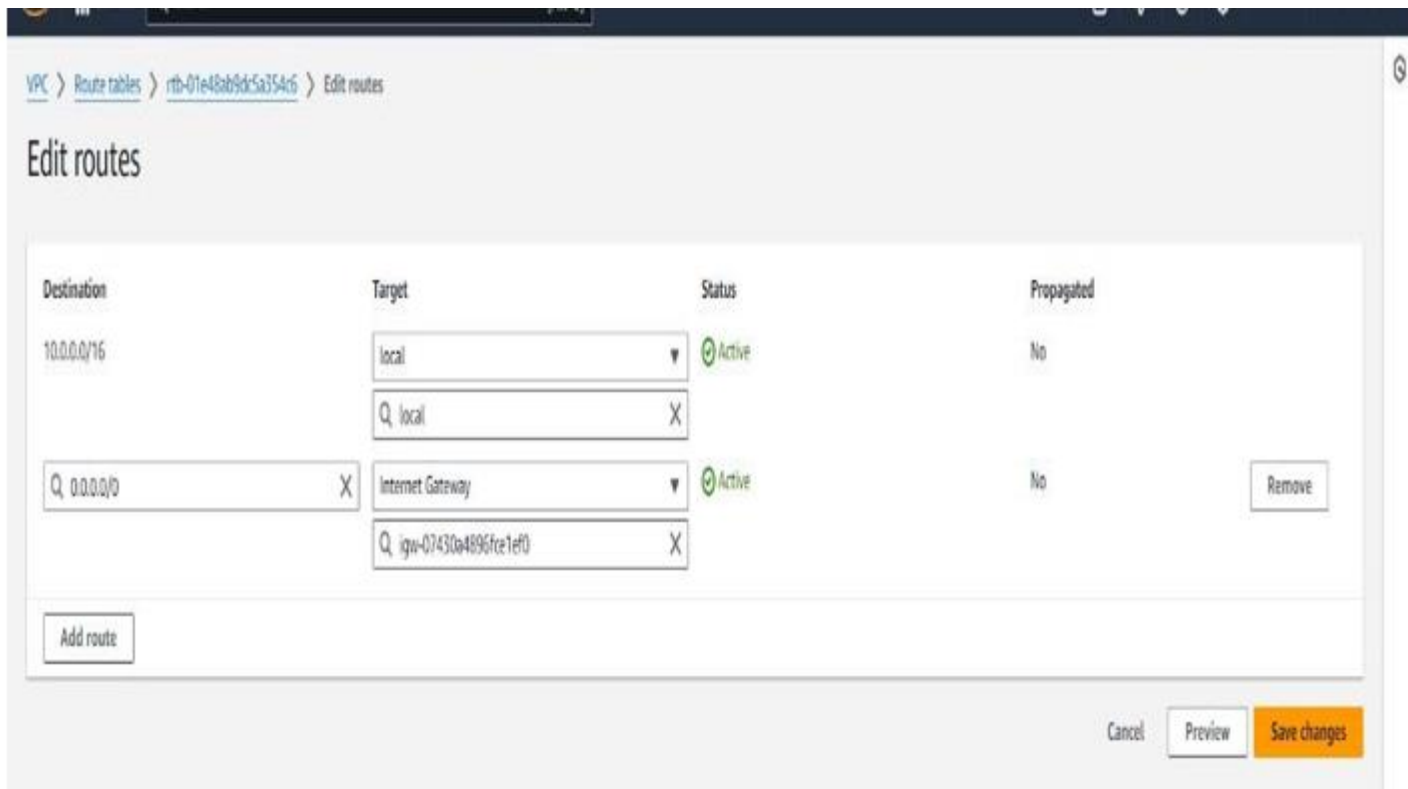 VPC > Route tables > rtb-01e48ab9dc5a354c6 > Edit routes
Edit routes
Destination Target Status Propagated
10.0.0.0/16 local Active No
local
0.0.0.0/0 Internet Gateway Active No Remove
igw-07430a4896fce1ef0
Add route
Cancel Preview Save changes